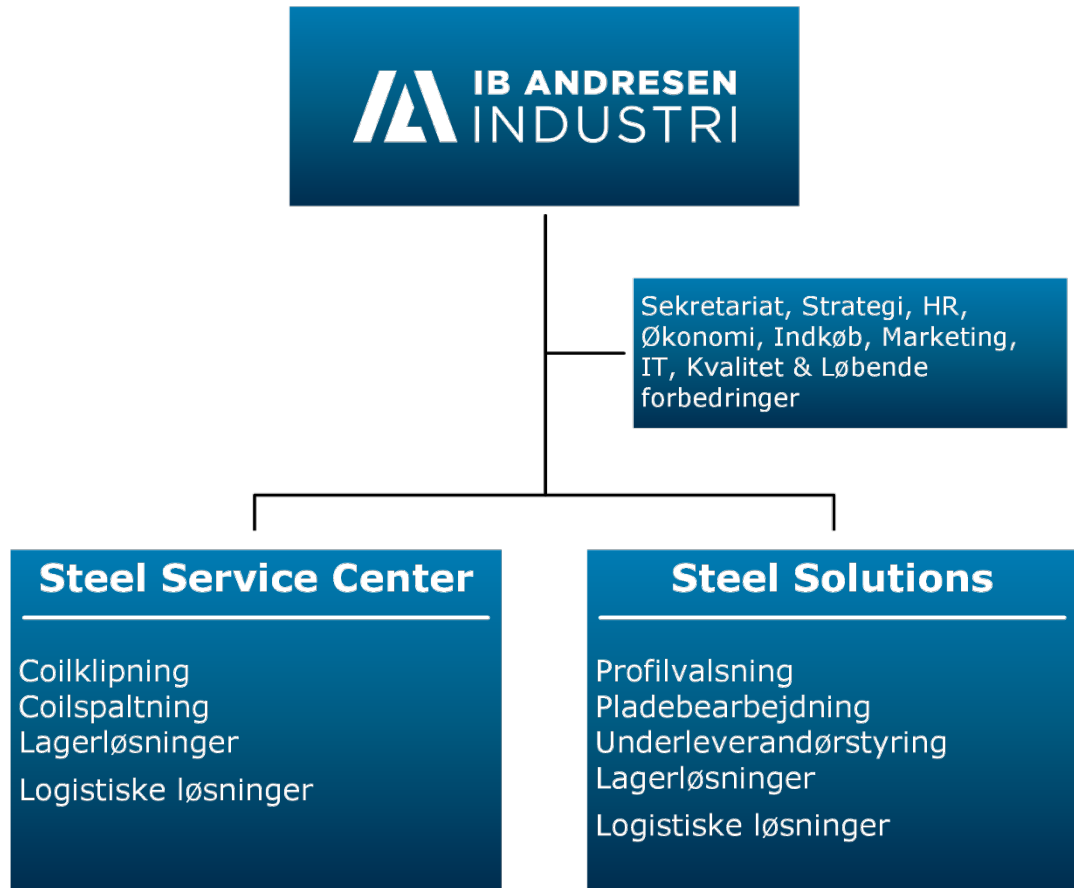 IB ANDRESEN
INDUSTRI
Sekretariat, Strategi, HR,
Økonomi, Indkøb, Marketing,
IT, Kvalitet & Løbende
forbedringer
Steel Service Center
Coilklipning
Coilspaltning
Lagerløsninger
Logistiske løsninger
Steel Solutions
Profilvalsning
Pladebearbejdning
Underleverandørstyring
Lagerløsninger
Logistiske løsninger